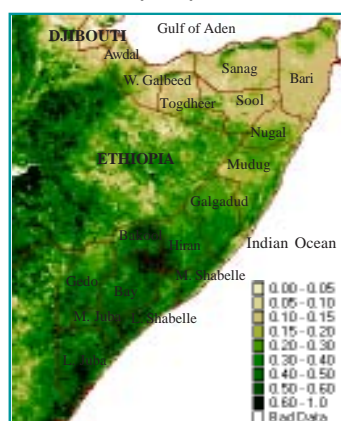 Gulf of Aden
DJIBOUTI
Awdal
Sanag
W. Galbeed
Bari
Togdheer
Sool
Nugal
ETHIOPIA
Mudug
Galgadud
Hiran
Indian Ocean
M. Shabelle
Gedo
Bay
Shabelle
0.00 - 0.05
0.05 - 0.10
0.10 - 0.15
0.15 - 0.20
0.20 - 0.30
0.30 - 0.40
0.40 - 0.50
0.50 - 0.60
0.60 - 1.0
Bad Data